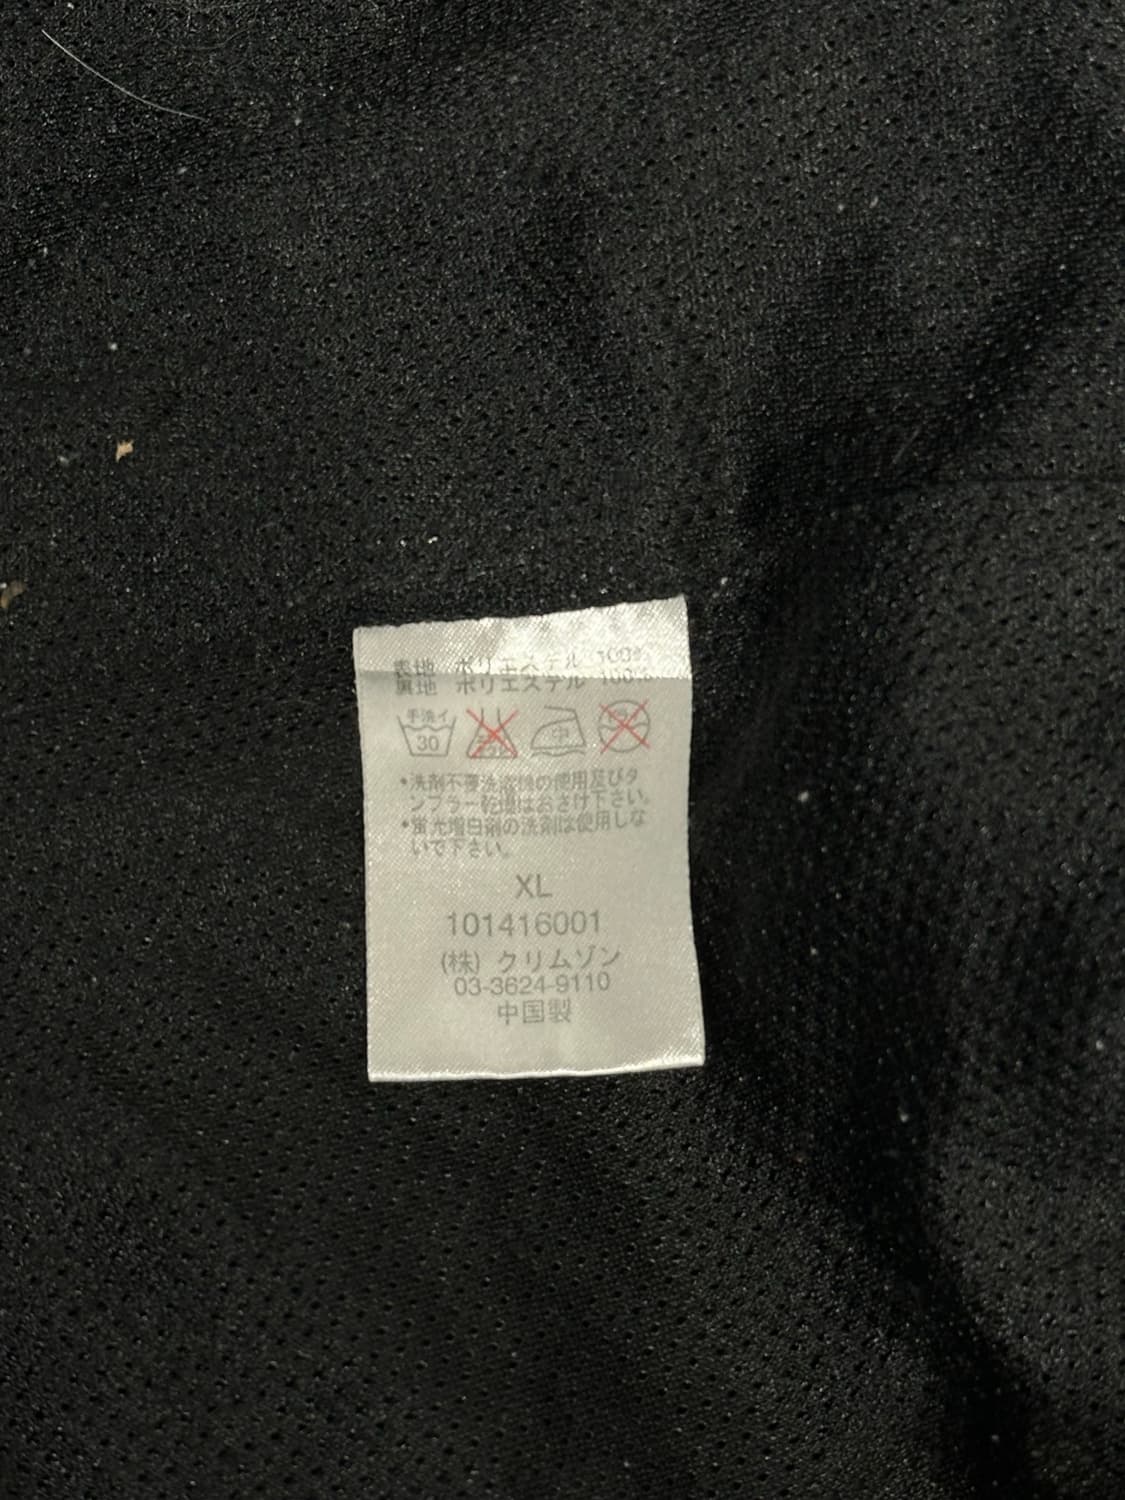 表地 ポリエステル 100%
裏地 ポリエステル 100%
手洗イ 30 中
•洗剤不要洗濯機の使用及びタ
ンブラー乾燥はおさけ下さい。
•蛍光増白剤の洗剤は使用しな
いで下さい。
XL
101416001
(株) クリムゾン
03-3624-9110
中国製